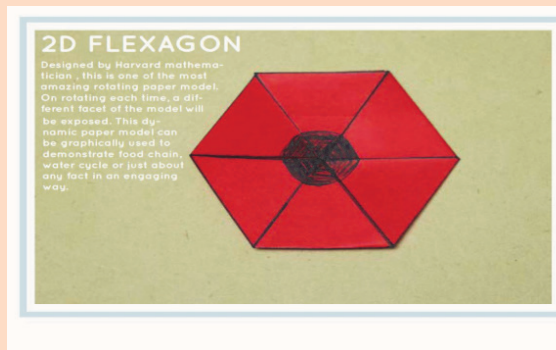 2D FLEXAGON
Designed by Harvard mathema-
tician , this is one of the most
amazing rotating paper model.
On rotating each time, a dif-
ferent facet of the model will
be exposed. This dy-
namic paper model can
be graphically used to
demonstrate food chain,
water cycle or just about
any fact in an engaging
way.